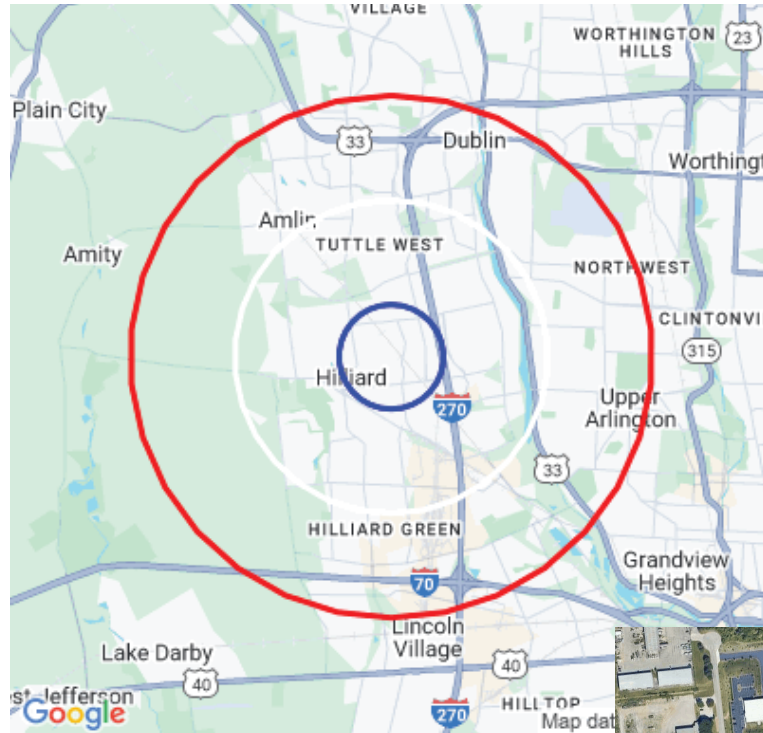 VILLAGE
WORTHINGTON
HILLS
23
Plain City
33
Dublin
Worthingt
Amlin
Amity
TUTTLE WEST
NORTHWEST
CLINTONVI
315
Hilliard
270
Upper
Arlington
33
HILLIARD GREEN
70
Grandview
Heights
Lincoln
Village
Lake Darby
40
40
st Jefferson
HILLTOP
270
Google
Map dat